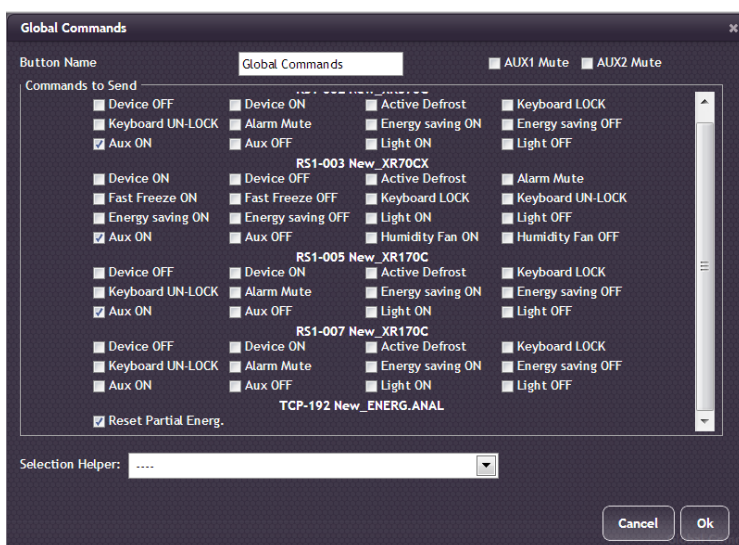 Global Commands
Button Name Global Commands AUX1 Mute AUX2 Mute
Commands to Send
Device OFF Device ON Active Defrost Keyboard LOCK
Keyboard UN-LOCK Alarm Mute Energy saving ON Energy saving OFF
Aux ON Aux OFF Light ON Light OFF
RS1-003 New_XR70CX
Device ON Device OFF Active Defrost Alarm Mute
Fast Freeze ON Fast Freeze OFF Keyboard LOCK Keyboard UN-LOCK
Energy saving ON Energy saving OFF Light ON Light OFF
Aux ON Aux OFF Humidity Fan ON Humidity Fan OFF
RS1-005 New_XR170C
Device OFF Device ON Active Defrost Keyboard LOCK
Keyboard UN-LOCK Alarm Mute Energy saving ON Energy saving OFF
Aux ON Aux OFF Light ON Light OFF
RS1-007 New_XR170C
Device OFF Device ON Active Defrost Keyboard LOCK
Keyboard UN-LOCK Alarm Mute Energy saving ON Energy saving OFF
Aux ON Aux OFF Light ON Light OFF
TCP-192 New_ENERG.ANAL
Reset Partial Energ.
Selection Helper: ----
Cancel Ok